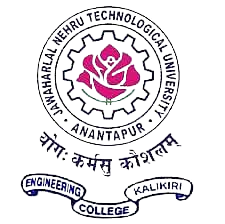 JAWAHARLAL NEHRU TECHNOLOGICAL UNIVERSITY
· ANANTAPUR ·
योगः कर्मसु कौशलम्
ENGINEERING COLLEGE KALIKIRI